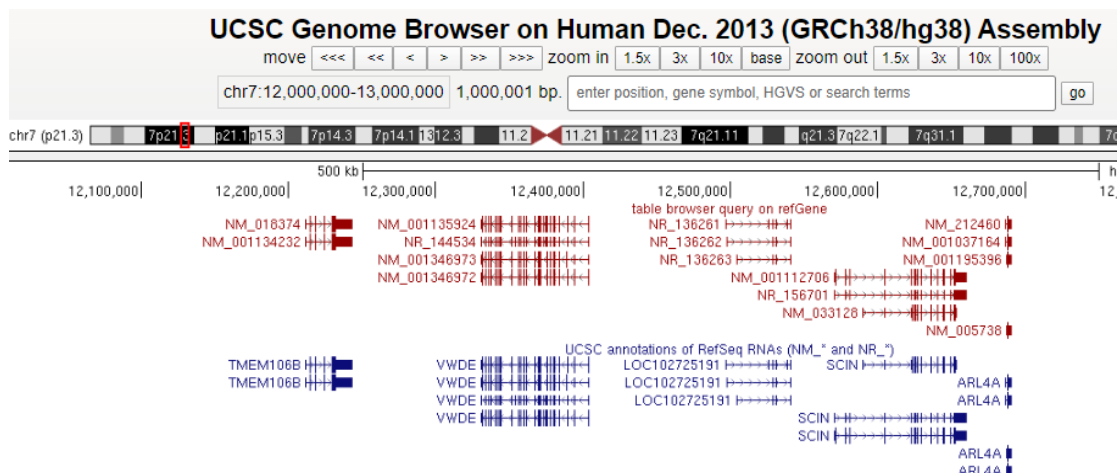 UCSC Genome Browser on Human Dec. 2013 (GRCh38/hg38) Assembly
move <<< << < > >> >>> zoom in 1.5x 3x 10x base zoom out 1.5x 3x 10x 100x
chr7:12,000,000-13,000,000 1,000,001 bp. enter position, gene symbol, HGVS or search terms go
chr7 (p21.3) 7p21.3 p21.1 p15.3 7p14.3 7p14.1 13 12.3 11.2 11.21 11.22 11.23 7q21.11 q21.3 7q22.1 7q31.1
500 kb h
12,100,000 12,200,000 12,300,000 12,400,000 12,500,000 12,600,000 12,700,000 12,
table browser query on refGene
NM_018374 NM_001135924 NR_136261 NM_212460
NM_001134232 NR_144534 NR_136262 NM_001037164
NM_001346973 NR_136263 NM_001195396
NM_001346972 NM_001112706
NR_156701
NM_033128
NM_005738
UCSC annotations of RefSeq RNAs (NM_* and NR_*)
TMEM106B VWDE LOC102725191 SCIN
TMEM106B VWDE LOC102725191 ARL4A
VWDE LOC102725191 ARL4A
VWDE SCIN
SCIN
ARL4A
ARL4A